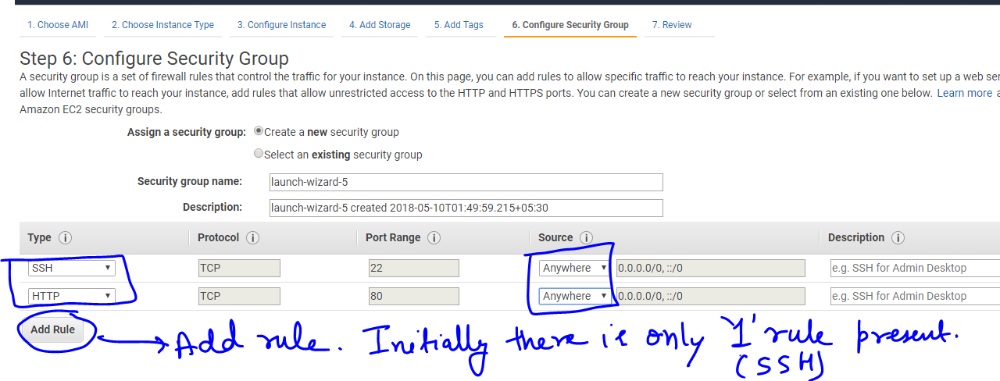 1. Choose AMI 2. Choose Instance Type 3. Configure Instance 4. Add Storage 5. Add Tags 6. Configure Security Group 7. Review
Step 6: Configure Security Group
A security group is a set of firewall rules that control the traffic for your instance. On this page, you can add rules to allow specific traffic to reach your instance. For example, if you want to set up a web ser
allow Internet traffic to reach your instance, add rules that allow unrestricted access to the HTTP and HTTPS ports. You can create a new security group or select from an existing one below. Learn more a
Amazon EC2 security groups.
Assign a security group: Create a new security group
Select an existing security group
Security group name: launch-wizard-5
Description: launch-wizard-5 created 2018-05-10T01:49:59.215+05:30
Type i Protocol i Port Range i Source i Description i
SSH TCP 22 Anywhere 0.0.0.0/0, ::/0 e.g. SSH for Admin Desktop
HTTP TCP 80 Anywhere 0.0.0.0/0, ::/0 e.g. SSH for Admin Desktop
Add Rule Add rule. Initially there is only '1' rule present.
(SSH)